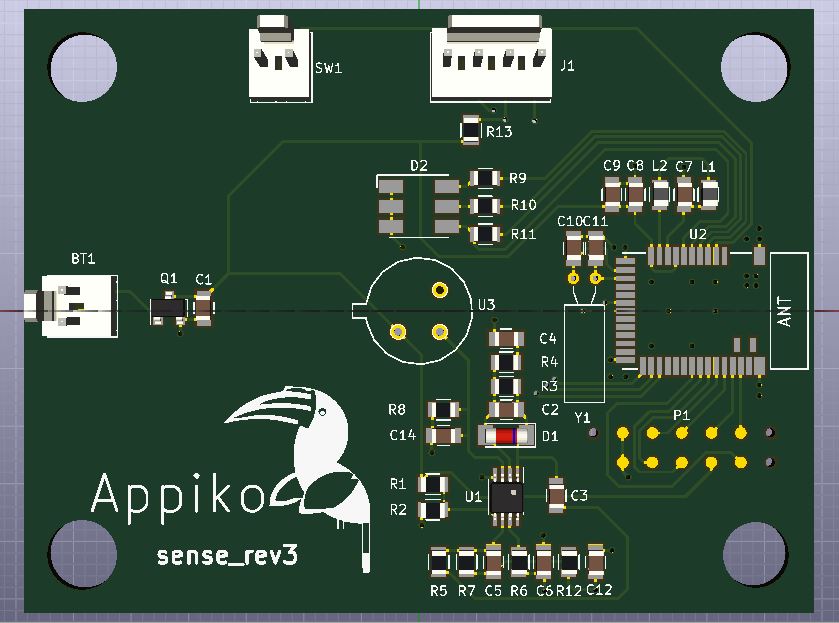 SW1
J1
R13
D2
R9
R10
R11
C9 C8 L2 C7 L1
C10 C11
U2
BT1
Q1 C1
U3
ANT
C4
R4
R3
R8
C2
Y1
P1
C14
D1
R1
U1
C3
R2
Appiko
sense_rev3
R5 R7 C5 R6 C6 R12 C12